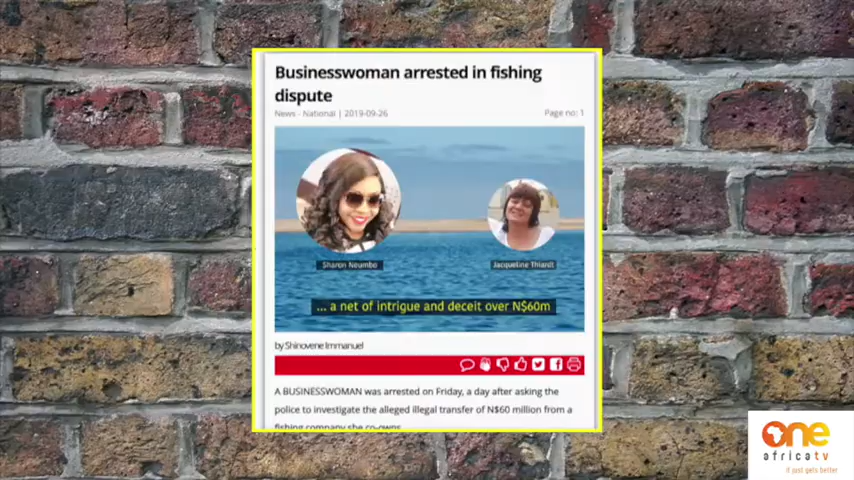 Businesswoman arrested in fishing
dispute
News - National | 2019-09-26
Page no: 1
Sharon Neumbo
Jacqueline Thiardt
... a net of intrigue and deceit over N$60m
by Shinovene Immanuel
A BUSINESSWOMAN was arrested on Friday, a day after asking the
police to investigate the alleged illegal transfer of N$60 million from a
fishing company she co-owns
one
africa tv
it just gets better